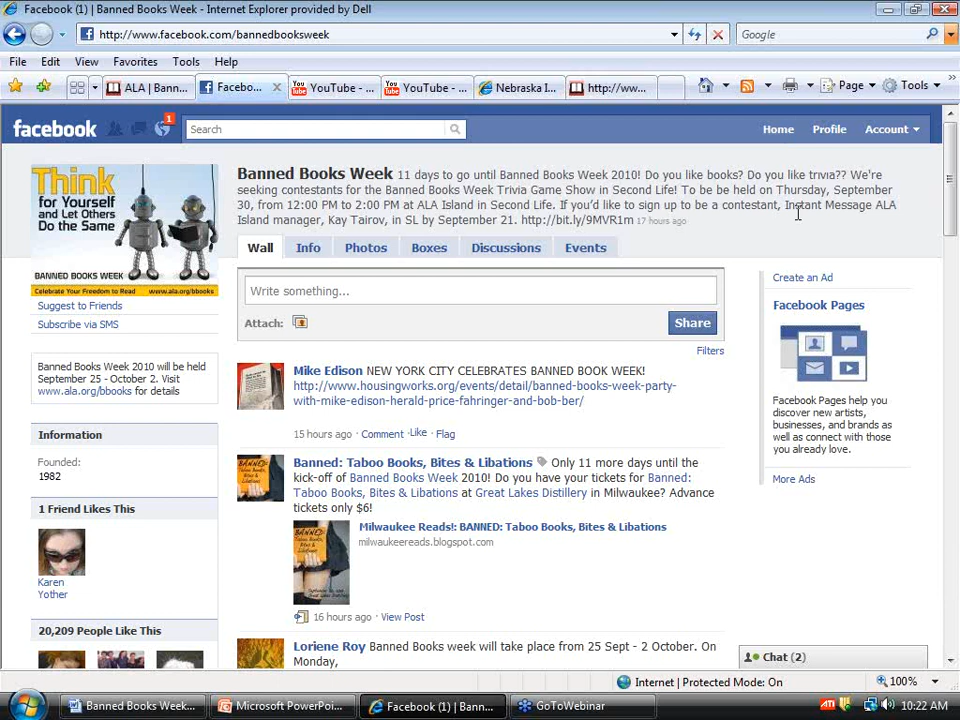 Facebook (1) | Banned Books Week - Internet Explorer provided by Dell
http://www.facebook.com/bannedbooksweek
Google
File Edit View Favorites Tools Help
ALA | Bann... Facebo... YouTube - ... YouTube - ... Nebraska I... http://ww... Page Tools
facebook 1 Search Home Profile Account
Think
for Yourself
and Let Others
Do the Same
BANNED BOOKS WEEK
Celebrate Your Freedom to Read www.ala.org/bbooks
Suggest to Friends
Subscribe via SMS
Banned Books Week 2010 will be held
September 25 - October 2. Visit
www.ala.org/bbooks for details
Information
Founded:
1982
1 Friend Likes This
Karen
Yother
20,209 People Like This
Banned Books Week 11 days to go until Banned Books Week 2010! Do you like books? Do you like trivia?? We're
seeking contestants for the Banned Books Week Trivia Game Show in Second Life! To be be held on Thursday, September
30, from 12:00 PM to 2:00 PM at ALA Island in Second Life. If you'd like to sign up to be a contestant, Instant Message ALA
Island manager, Kay Tairov, in SL by September 21. http://bit.ly/9MVR1m 17 hours ago
Wall Info Photos Boxes Discussions Events
Write something...
Attach: Share
Filters
Mike Edison NEW YORK CITY CELEBRATES BANNED BOOK WEEK!
http://www.housingworks.org/events/detail/banned-books-week-party-
with-mike-edison-herald-price-fahringer-and-bob-ber/
15 hours ago · Comment · Like · Flag
Banned: Taboo Books, Bites & Libations Only 11 more days until the
kick-off of Banned Books Week 2010! Do you have your tickets for Banned:
Taboo Books, Bites & Libations at Great Lakes Distillery in Milwaukee? Advance
tickets only $6!
Milwaukee Reads!: BANNED: Taboo Books, Bites & Libations
milwaukeereads.blogspot.com
16 hours ago · View Post
Loriene Roy Banned Books week will take place from 25 Sept - 2 October. On
Monday,
Create an Ad
Facebook Pages
Facebook Pages help you
discover new artists,
businesses, and brands as
well as connect with those
you already love.
More Ads
Chat (2)
Internet | Protected Mode: On 100%
Banned Books Week... Microsoft PowerPoi... Facebook (1) | Bann... GoToWebinar ATI 10:22 AM